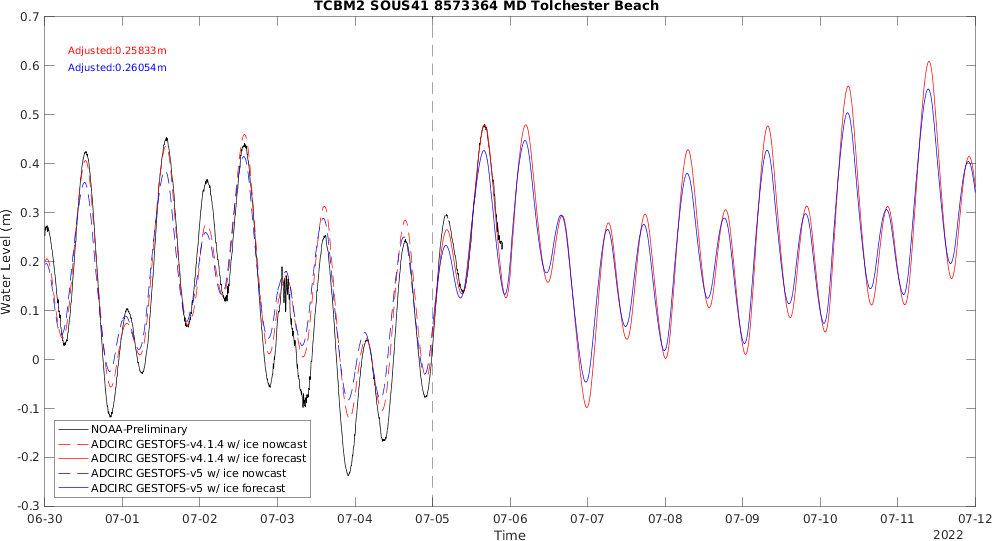 TCBM2 SOUS41 8573364 MD Tolchester Beach
Adjusted:0.25833m
Adjusted:0.26054m
Water Level (m)
0.7
0.6
0.5
0.4
0.3
0.2
0.1
0
-0.1
-0.2
-0.3
NOAA-Preliminary
ADCIRC GESTOFS-v4.1.4 w/ ice nowcast
ADCIRC GESTOFS-v4.1.4 w/ ice forecast
ADCIRC GESTOFS-v5 w/ ice nowcast
ADCIRC GESTOFS-v5 w/ ice forecast
06-30 07-01 07-02 07-03 07-04 07-05 07-06 07-07 07-08 07-09 07-10 07-11 07-12
Time
2022